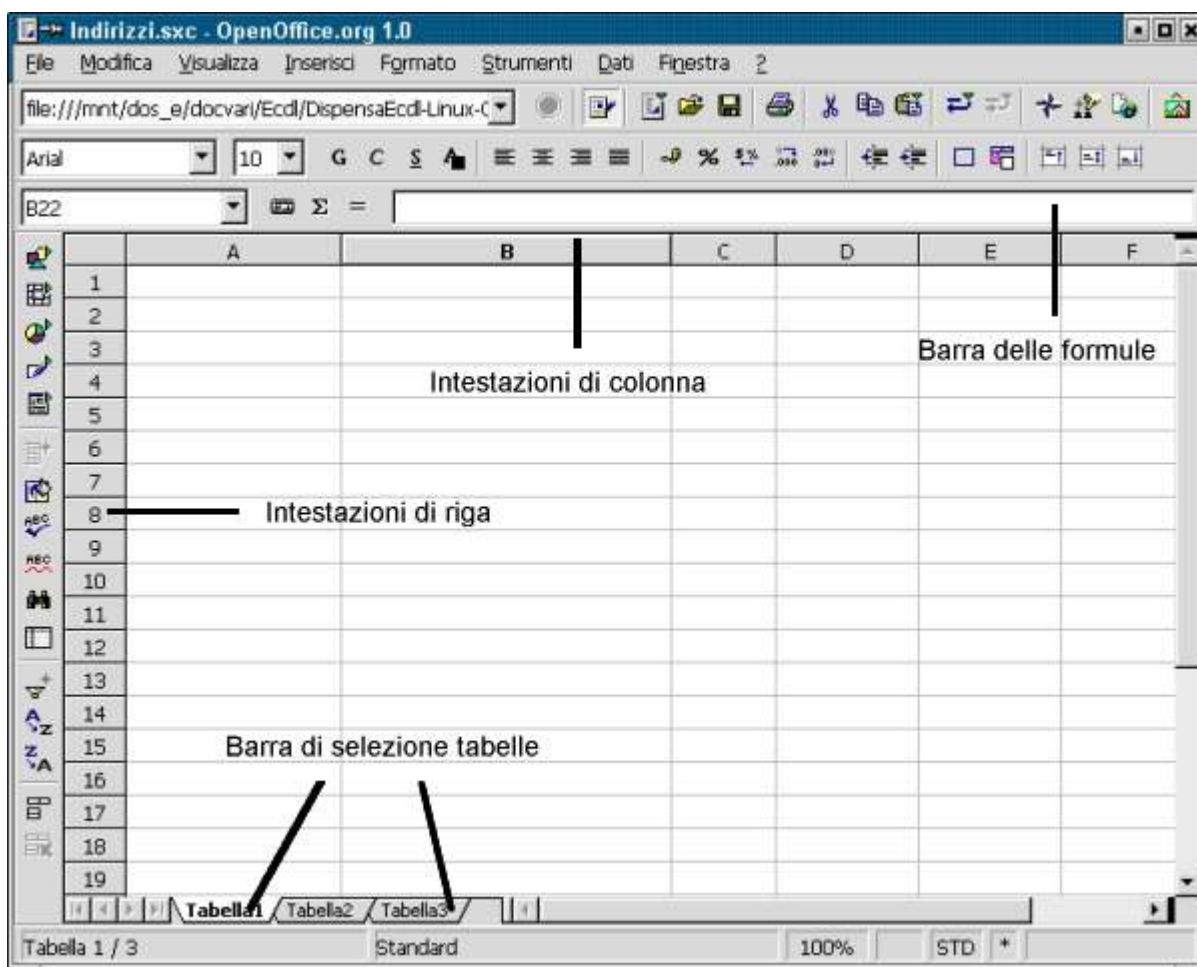 Indirizzi.sxc - OpenOffice.org 1.0
File Modifica Visualizza Inserisci Formato Strumenti Dati Finestra ?
file:///mnt/dos_e/docvari/Ecdl/DispensaEcdl-Linux-
Arial 10 G C S A %
B22 Σ =
A B C D E F
1
2
3 Barra delle formule
4 Intestazioni di colonna
5
6
7
8 Intestazioni di riga
9
10
11
12
13
14
15 Barra di selezione tabelle
16
17
18
19
ABC
ABC
A Z
Z A
Tabella1 Tabella2 Tabella3
Tabella 1 / 3 Standard 100% STD *